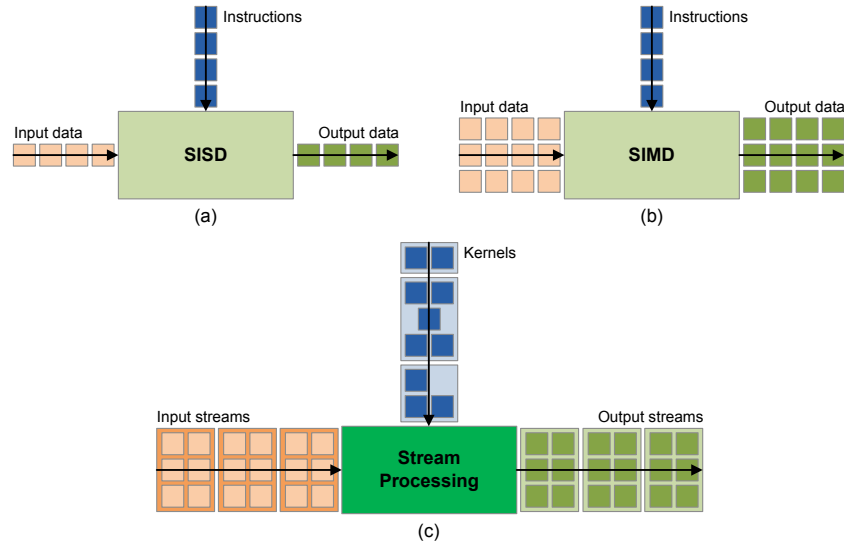 Instructions
Input data
SISD
Output data
(a)
Instructions
Input data
SIMD
Output data
(b)
Kernels
Input streams
Stream
Processing
Output streams
(c)